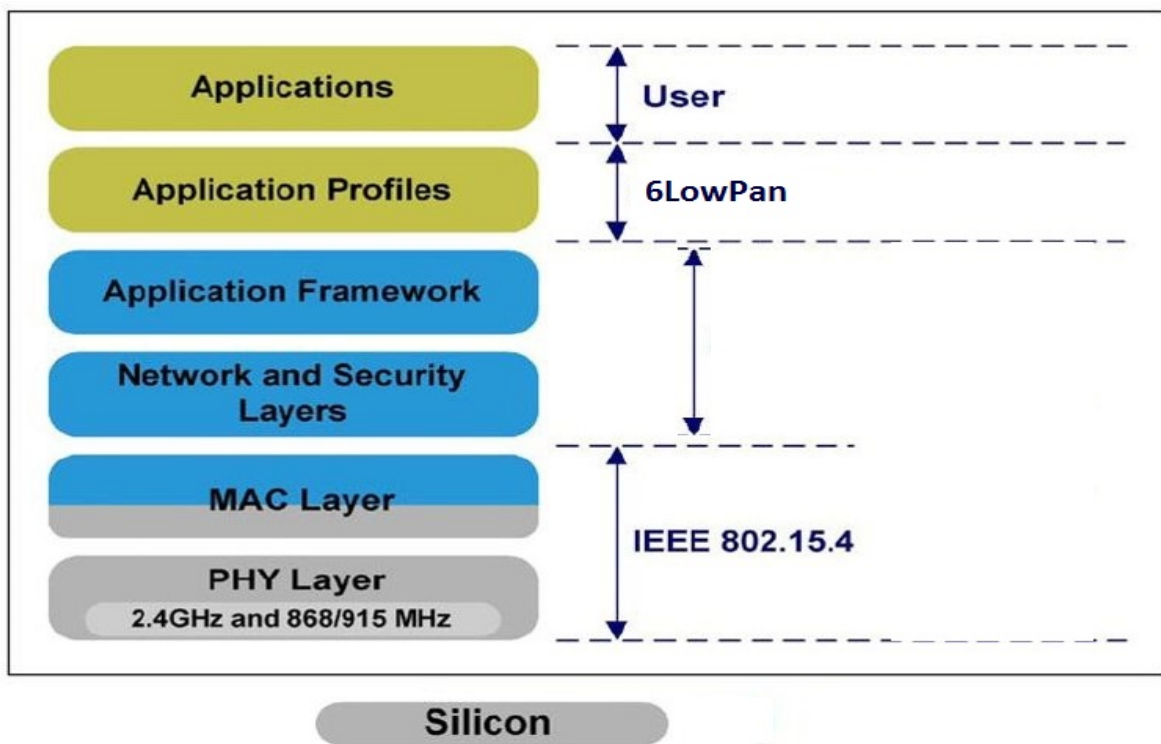 Applications
User
Application Profiles
6LowPan
Application Framework
Network and Security
Layers
MAC Layer
IEEE 802.15.4
PHY Layer
2.4GHz and 868/915 MHz
Silicon